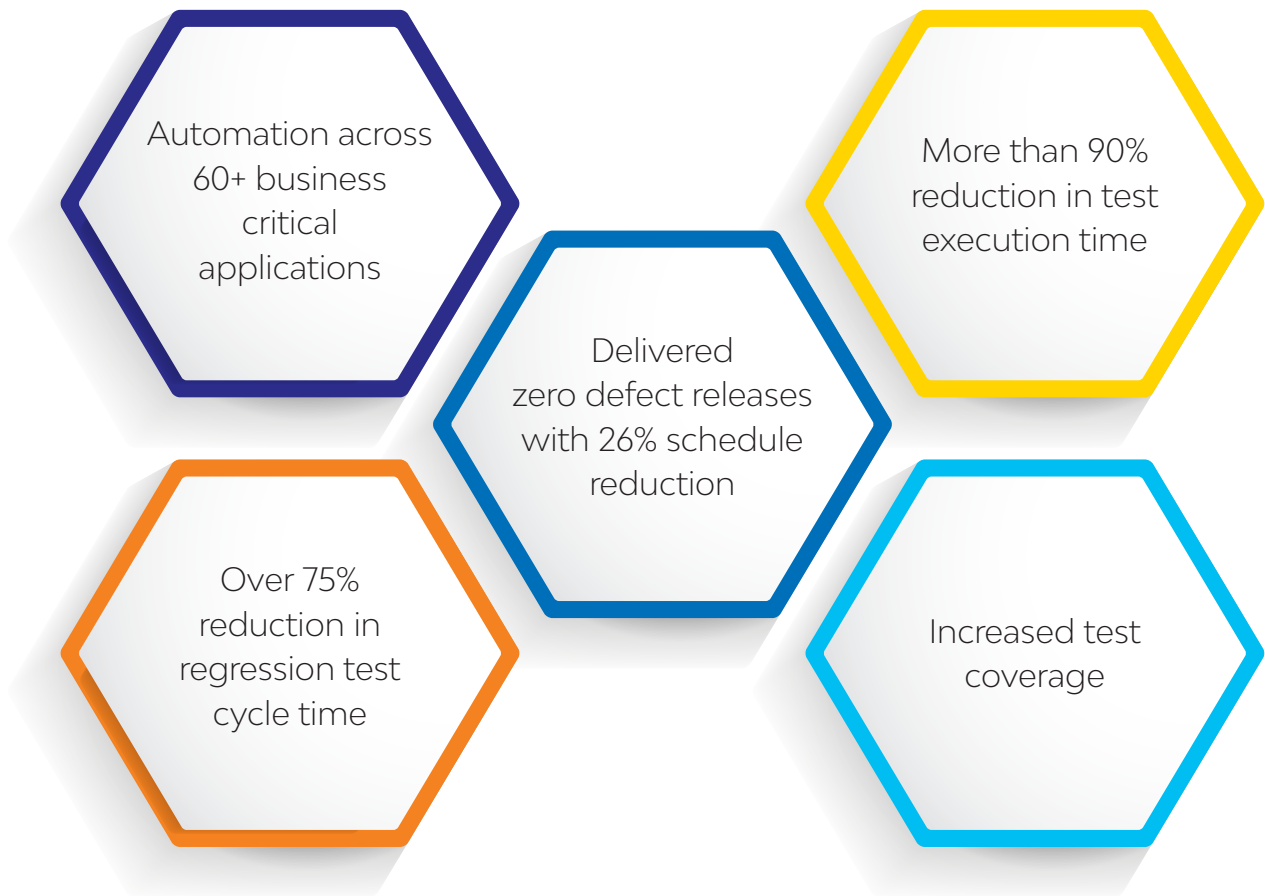 Automation across
60+ business
critical
applications
More than 90%
reduction in test
execution time
Delivered
zero defect releases
with 26% schedule
reduction
Over 75%
reduction in
regression test
cycle time
Increased test
coverage